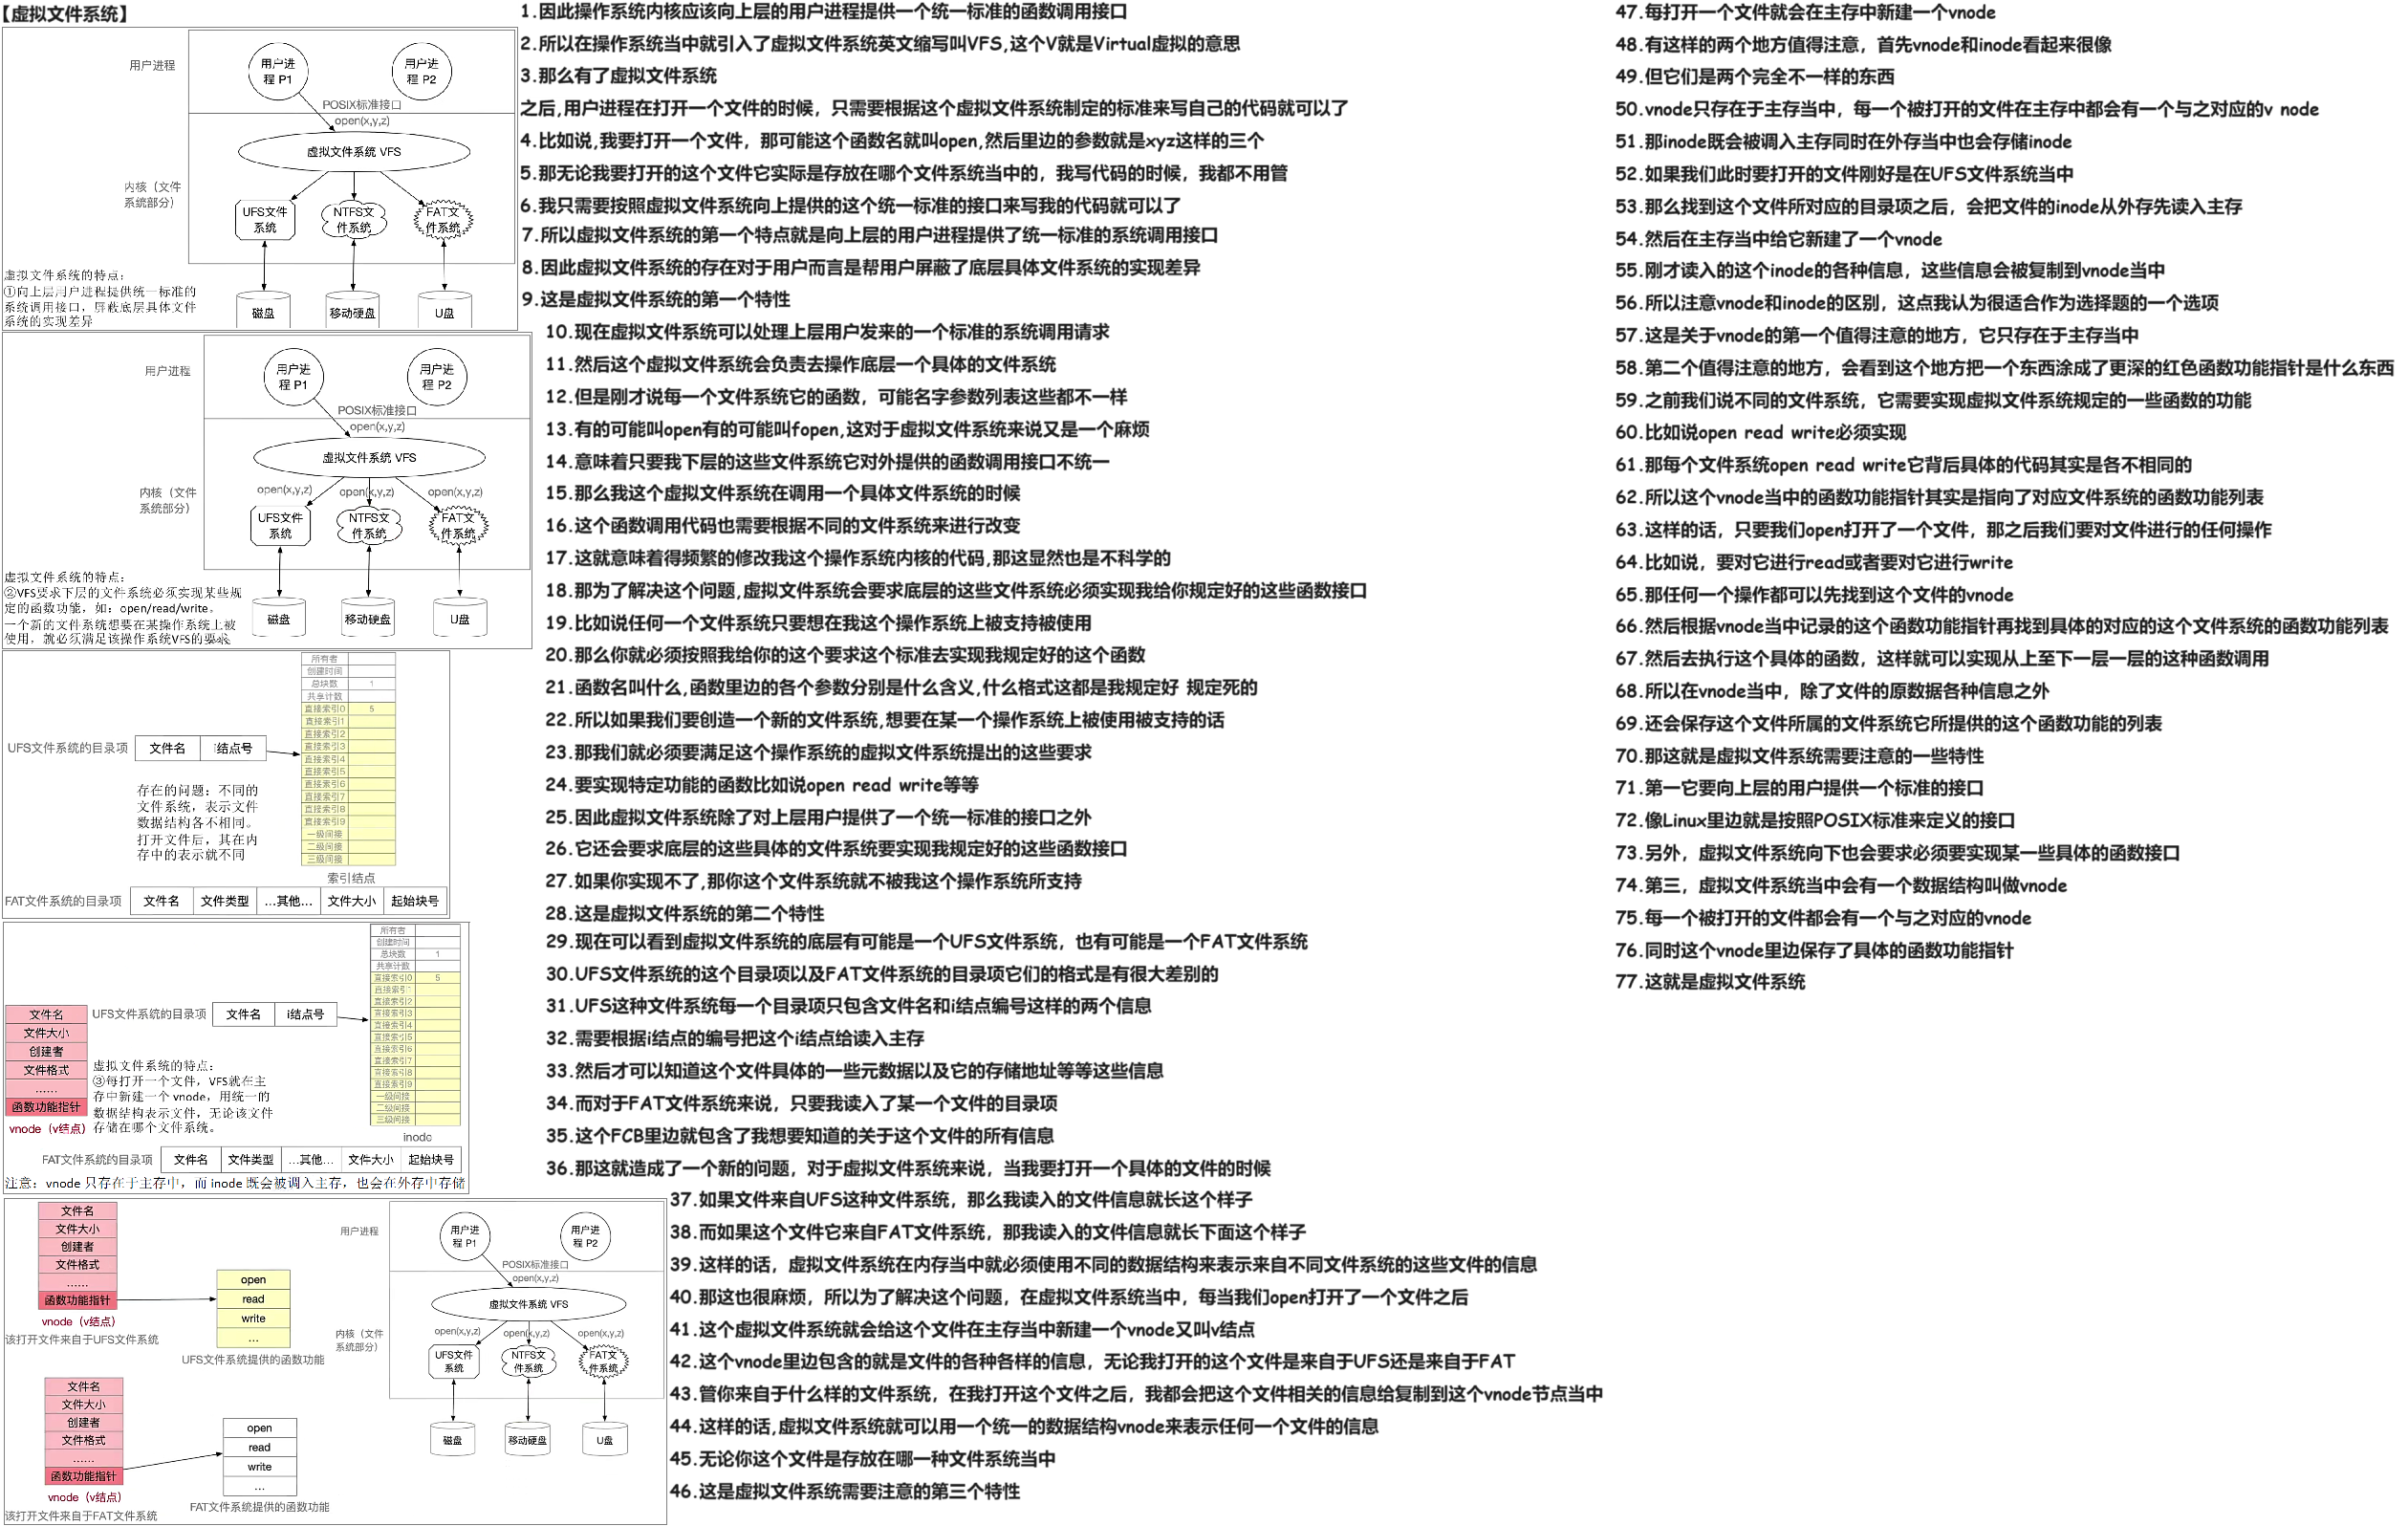 【虚拟文件系统】
用户进程
用户进
程 P1
用户进
程 P2
POSIX标准接口
open(x,y,z)
虚拟文件系统 VFS
内核（文件
系统部分）
UFS文件
系统
NTFS文
件系统
FAT文
件系统
磁盘
移动硬盘
U盘
虚拟文件系统的特点：
①向上层用户进程提供统一标准的
系统调用接口，屏蔽底层具体文件
系统的实现差异
用户进程
用户进
程 P1
用户进
程 P2
POSIX标准接口
open(x,y,z)
虚拟文件系统 VFS
内核（文件
系统部分）
open(x,y,z)
open(x,y,z)
open(x,y,z)
UFS文件
系统
NTFS文
件系统
FAT文
件系统
磁盘
移动硬盘
U盘
虚拟文件系统的特点：
②VFS要求下层的文件系统必须实现某些规
定的函数功能，如：open/read/write。
一个新的文件系统想要在某操作系统上被
使用，就必须满足该操作系统VFS的要求
所有者
创建时间
总块数 1
共享计数
直接索引0 5
直接索引1
直接索引2
直接索引3
直接索引4
直接索引5
直接索引6
直接索引7
直接索引8
直接索引9
一级间接
二级间接
三级间接
索引结点
UFS文件系统的目录项 文件名 i结点号
存在的问题：不同的
文件系统，表示文件
数据结构各不相同。
打开文件后，其在内
存中的表示就不同
FAT文件系统的目录项 文件名 文件类型 …其他… 文件大小 起始块号
所有者
创建时间
总块数 1
共享计数
直接索引0 5
直接索引1
直接索引2
直接索引3
直接索引4
直接索引5
直接索引6
直接索引7
直接索引8
直接索引9
一级间接
二级间接
三级间接
inode
文件名
文件大小
创建者
文件格式
……
函数功能指针
vnode（v结点）
UFS文件系统的目录项 文件名 i结点号
虚拟文件系统的特点：
③每打开一个文件，VFS就在主
存中新建一个 vnode，用统一的
数据结构表示文件，无论该文件
存储在哪个文件系统。
FAT文件系统的目录项 文件名 文件类型 …其他… 文件大小 起始块号
注意：vnode 只存在于主存中，而 inode 既会被调入主存，也会在外存中存储
文件名
文件大小
创建者
文件格式
……
函数功能指针
vnode（v结点）
该打开文件来自于UFS文件系统
open
read
write
…
UFS文件系统提供的函数功能
文件名
文件大小
创建者
文件格式
……
函数功能指针
vnode（v结点）
该打开文件来自于FAT文件系统
open
read
write
…
FAT文件系统提供的函数功能
用户进程
用户进
程 P1
用户进
程 P2
POSIX标准接口
open(x,y,z)
虚拟文件系统 VFS
内核（文件
系统部分）
open(x,y,z)
open(x,y,z)
open(x,y,z)
UFS文件
系统
NTFS文
件系统
FAT文
件系统
磁盘
移动硬盘
U盘
1.因此操作系统内核应该向上层的用户进程提供一个统一标准的函数调用接口
2.所以在操作系统当中就引入了虚拟文件系统英文缩写叫VFS,这个V就是Virtual虚拟的意思
3.那么有了虚拟文件系统
之后,用户进程在打开一个文件的时候，只需要根据这个虚拟文件系统制定的标准来写自己的代码就可以了
4.比如说,我要打开一个文件，那可能这个函数名就叫open,然后里边的参数就是xyz这样的三个
5.那无论我要打开的这个文件它实际是存放在哪个文件系统当中的，我写代码的时候，我都不用管
6.我只需要按照虚拟文件系统向上提供的这个统一标准的接口来写我的代码就可以了
7.所以虚拟文件系统的第一个特点就是向上层的用户进程提供了统一标准的系统调用接口
8.因此虚拟文件系统的存在对于用户而言是帮用户屏蔽了底层具体文件系统的实现差异
9.这是虚拟文件系统的第一个特性
10.现在虚拟文件系统可以处理上层用户发来的一个标准的系统调用请求
11.然后这个虚拟文件系统会负责去操作底层一个具体的文件系统
12.但是刚才说每一个文件系统它的函数，可能名字参数列表这些都不一样
13.有的可能叫open有的可能叫fopen,这对于虚拟文件系统来说又是一个麻烦
14.意味着只要我下层的这些文件系统它对外提供的函数调用接口不统一
15.那么我这个虚拟文件系统在调用一个具体文件系统的时候
16.这个函数调用代码也需要根据不同的文件系统来进行改变
17.这就意味着得频繁的修改我这个操作系统内核的代码,那这显然也是不科学的
18.那为了解决这个问题,虚拟文件系统会要求底层的这些文件系统必须实现我给你规定好的这些函数接口
19.比如说任何一个文件系统只要想在我这个操作系统上被支持被使用
20.那么你就必须按照我给你的这个要求这个标准去实现我规定好的这个函数
21.函数名叫什么,函数里边的各个参数分别是什么含义,什么格式这都是我规定好 规定死的
22.所以如果我们要创造一个新的文件系统,想要在某一个操作系统上被使用被支持的话
23.那我们就必须要满足这个操作系统的虚拟文件系统提出的这些要求
24.要实现特定功能的函数比如说open read write等等
25.因此虚拟文件系统除了对上层用户提供了一个统一标准的接口之外
26.它还会要求底层的这些具体的文件系统要实现我规定好的这些函数接口
27.如果你实现不了,那你这个文件系统就不被我这个操作系统所支持
28.这是虚拟文件系统的第二个特性
29.现在可以看到虚拟文件系统的底层有可能是一个UFS文件系统，也有可能是一个FAT文件系统
30.UFS文件系统的这个目录项以及FAT文件系统的目录项它们的格式是有很大差别的
31.UFS这种文件系统每一个目录项只包含文件名和i结点编号这样的两个信息
32.需要根据i结点的编号把这个i结点给读入主存
33.然后才可以知道这个文件具体的一些元数据以及它的存储地址等等这些信息
34.而对于FAT文件系统来说，只要我读入了某一个文件的目录项
35.这个FCB里边就包含了我想要知道的关于这个文件的所有信息
36.那这就造成了一个新的问题，对于虚拟文件系统来说，当我要打开一个具体的文件的时候
37.如果文件来自UFS这种文件系统，那么我读入的文件信息就长这个样子
38.而如果这个文件它来自FAT文件系统，那我读入的文件信息就长下面这个样子
39.这样的话，虚拟文件系统在内存当中就必须使用不同的数据结构来表示来自不同文件系统的这些文件的信息
40.那这也很麻烦，所以为了解决这个问题，在虚拟文件系统当中，每当我们open打开了一个文件之后
41.这个虚拟文件系统就会给这个文件在主存当中新建一个vnode又叫v结点
42.这个vnode里边包含的就是文件的各种各样的信息，无论我打开的这个文件是来自于UFS还是来自于FAT
43.管你来自于什么样的文件系统，在我打开这个文件之后，我都会把这个文件相关的信息给复制到这个vnode节点当中
44.这样的话,虚拟文件系统就可以用一个统一的数据结构vnode来表示任何一个文件的信息
45.无论你这个文件是存放在哪一种文件系统当中
46.这是虚拟文件系统需要注意的第三个特性
47.每打开一个文件就会在主存中新建一个vnode
48.有这样的两个地方值得注意，首先vnode和inode看起来很像
49.但它们是两个完全不一样的东西
50.vnode只存在于主存当中，每一个被打开的文件在主存中都会有一个与之对应的v node
51.那inode既会被调入主存同时在外存当中也会存储inode
52.如果我们此时要打开的文件刚好是在UFS文件系统当中
53.那么找到这个文件所对应的目录项之后，会把文件的inode从外存先读入主存
54.然后在主存当中给它新建了一个vnode
55.刚才读入的这个inode的各种信息，这些信息会被复制到vnode当中
56.所以注意vnode和inode的区别，这点我认为很适合作为选择题的一个选项
57.这是关于vnode的第一个值得注意的地方，它只存在于主存当中
58.第二个值得注意的地方，会看到这个地方把一个东西涂成了更深的红色函数功能指针是什么东西
59.之前我们说不同的文件系统，它需要实现虚拟文件系统规定的一些函数的功能
60.比如说open read write必须实现
61.那每个文件系统open read write它背后具体的代码其实是各不相同的
62.所以这个vnode当中的函数功能指针其实是指向了对应文件系统的函数功能列表
63.这样的话，只要我们open打开了一个文件，那之后我们要对文件进行的任何操作
64.比如说，要对它进行read或者要对它进行write
65.那任何一个操作都可以先找到这个文件的vnode
66.然后根据vnode当中记录的这个函数功能指针再找到具体的对应的这个文件系统的函数功能列表
67.然后去执行这个具体的函数，这样就可以实现从上至下一层一层的这种函数调用
68.所以在vnode当中，除了文件的原数据各种信息之外
69.还会保存这个文件所属的文件系统它所提供的这个函数功能的列表
70.那这就是虚拟文件系统需要注意的一些特性
71.第一它要向上层的用户提供一个标准的接口
72.像Linux里边就是按照POSIX标准来定义的接口
73.另外，虚拟文件系统向下也会要求必须要实现某一些具体的函数接口
74.第三，虚拟文件系统当中会有一个数据结构叫做vnode
75.每一个被打开的文件都会有一个与之对应的vnode
76.同时这个vnode里边保存了具体的函数功能指针
77.这就是虚拟文件系统